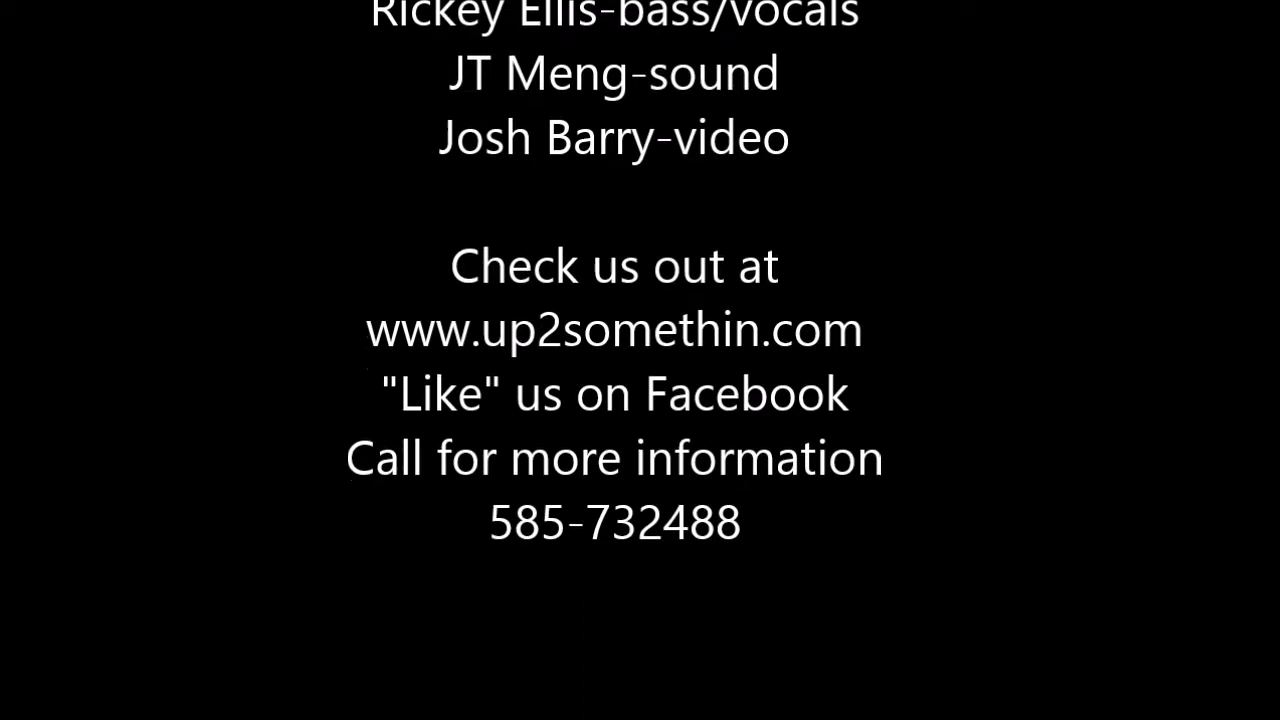 Rickey Ellis-bass/vocals
JT Meng-sound
Josh Barry-video
Check us out at
www.up2somethin.com
"Like" us on Facebook
Call for more information
585-732488